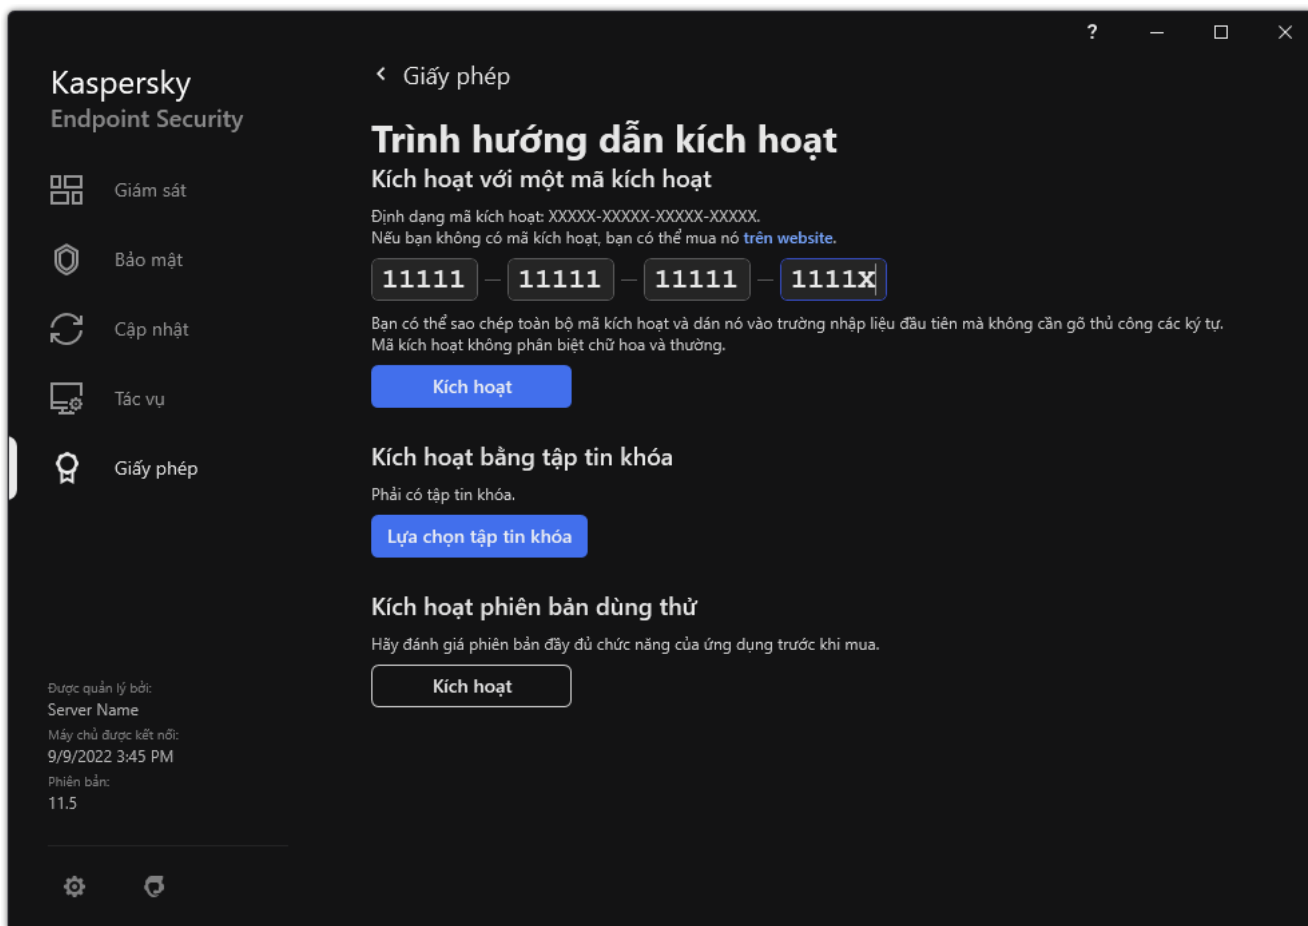 ?
Kaspersky
Endpoint Security
Giám sát
Bảo mật
Cập nhật
Tác vụ
Giấy phép
Được quản lý bởi:
Server Name
Máy chủ được kết nối:
9/9/2022 3:45 PM
Phiên bản:
11.5
Giấy phép
Trình hướng dẫn kích hoạt
Kích hoạt với một mã kích hoạt
Định dạng mã kích hoạt: XXXXX-XXXXX-XXXXX-XXXXX.
Nếu bạn không có mã kích hoạt, bạn có thể mua nó trên website.
11111 — 11111 — 11111 — 1111X
Bạn có thể sao chép toàn bộ mã kích hoạt và dán nó vào trường nhập liệu đầu tiên mà không cần gõ thủ công các ký tự.
Mã kích hoạt không phân biệt chữ hoa và thường.
Kích hoạt
Kích hoạt bằng tập tin khóa
Phải có tập tin khóa.
Lựa chọn tập tin khóa
Kích hoạt phiên bản dùng thử
Hãy đánh giá phiên bản đầy đủ chức năng của ứng dụng trước khi mua.
Kích hoạt